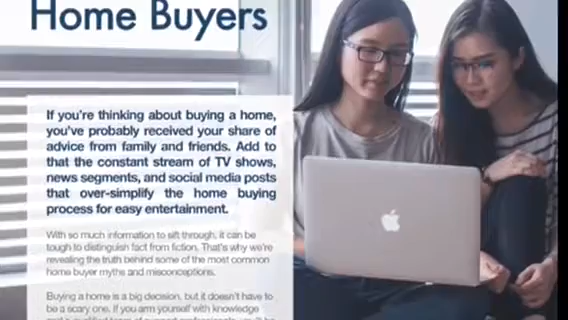 Home Buyers
If you're thinking about buying a home,
you've probably received your share of
advice from family and friends. Add to
that the constant stream of TV shows,
news segments, and social media posts
that over-simplify the home buying
process for easy entertainment.
With so much information to sift through, it can be
tough to distinguish fact from fiction. That's why we're
revealing the truth behind some of the most common
home buyer myths and misconceptions.
Buying a home is a big decision, but it doesn't have to
be a scary one. If you arm yourself with knowledge